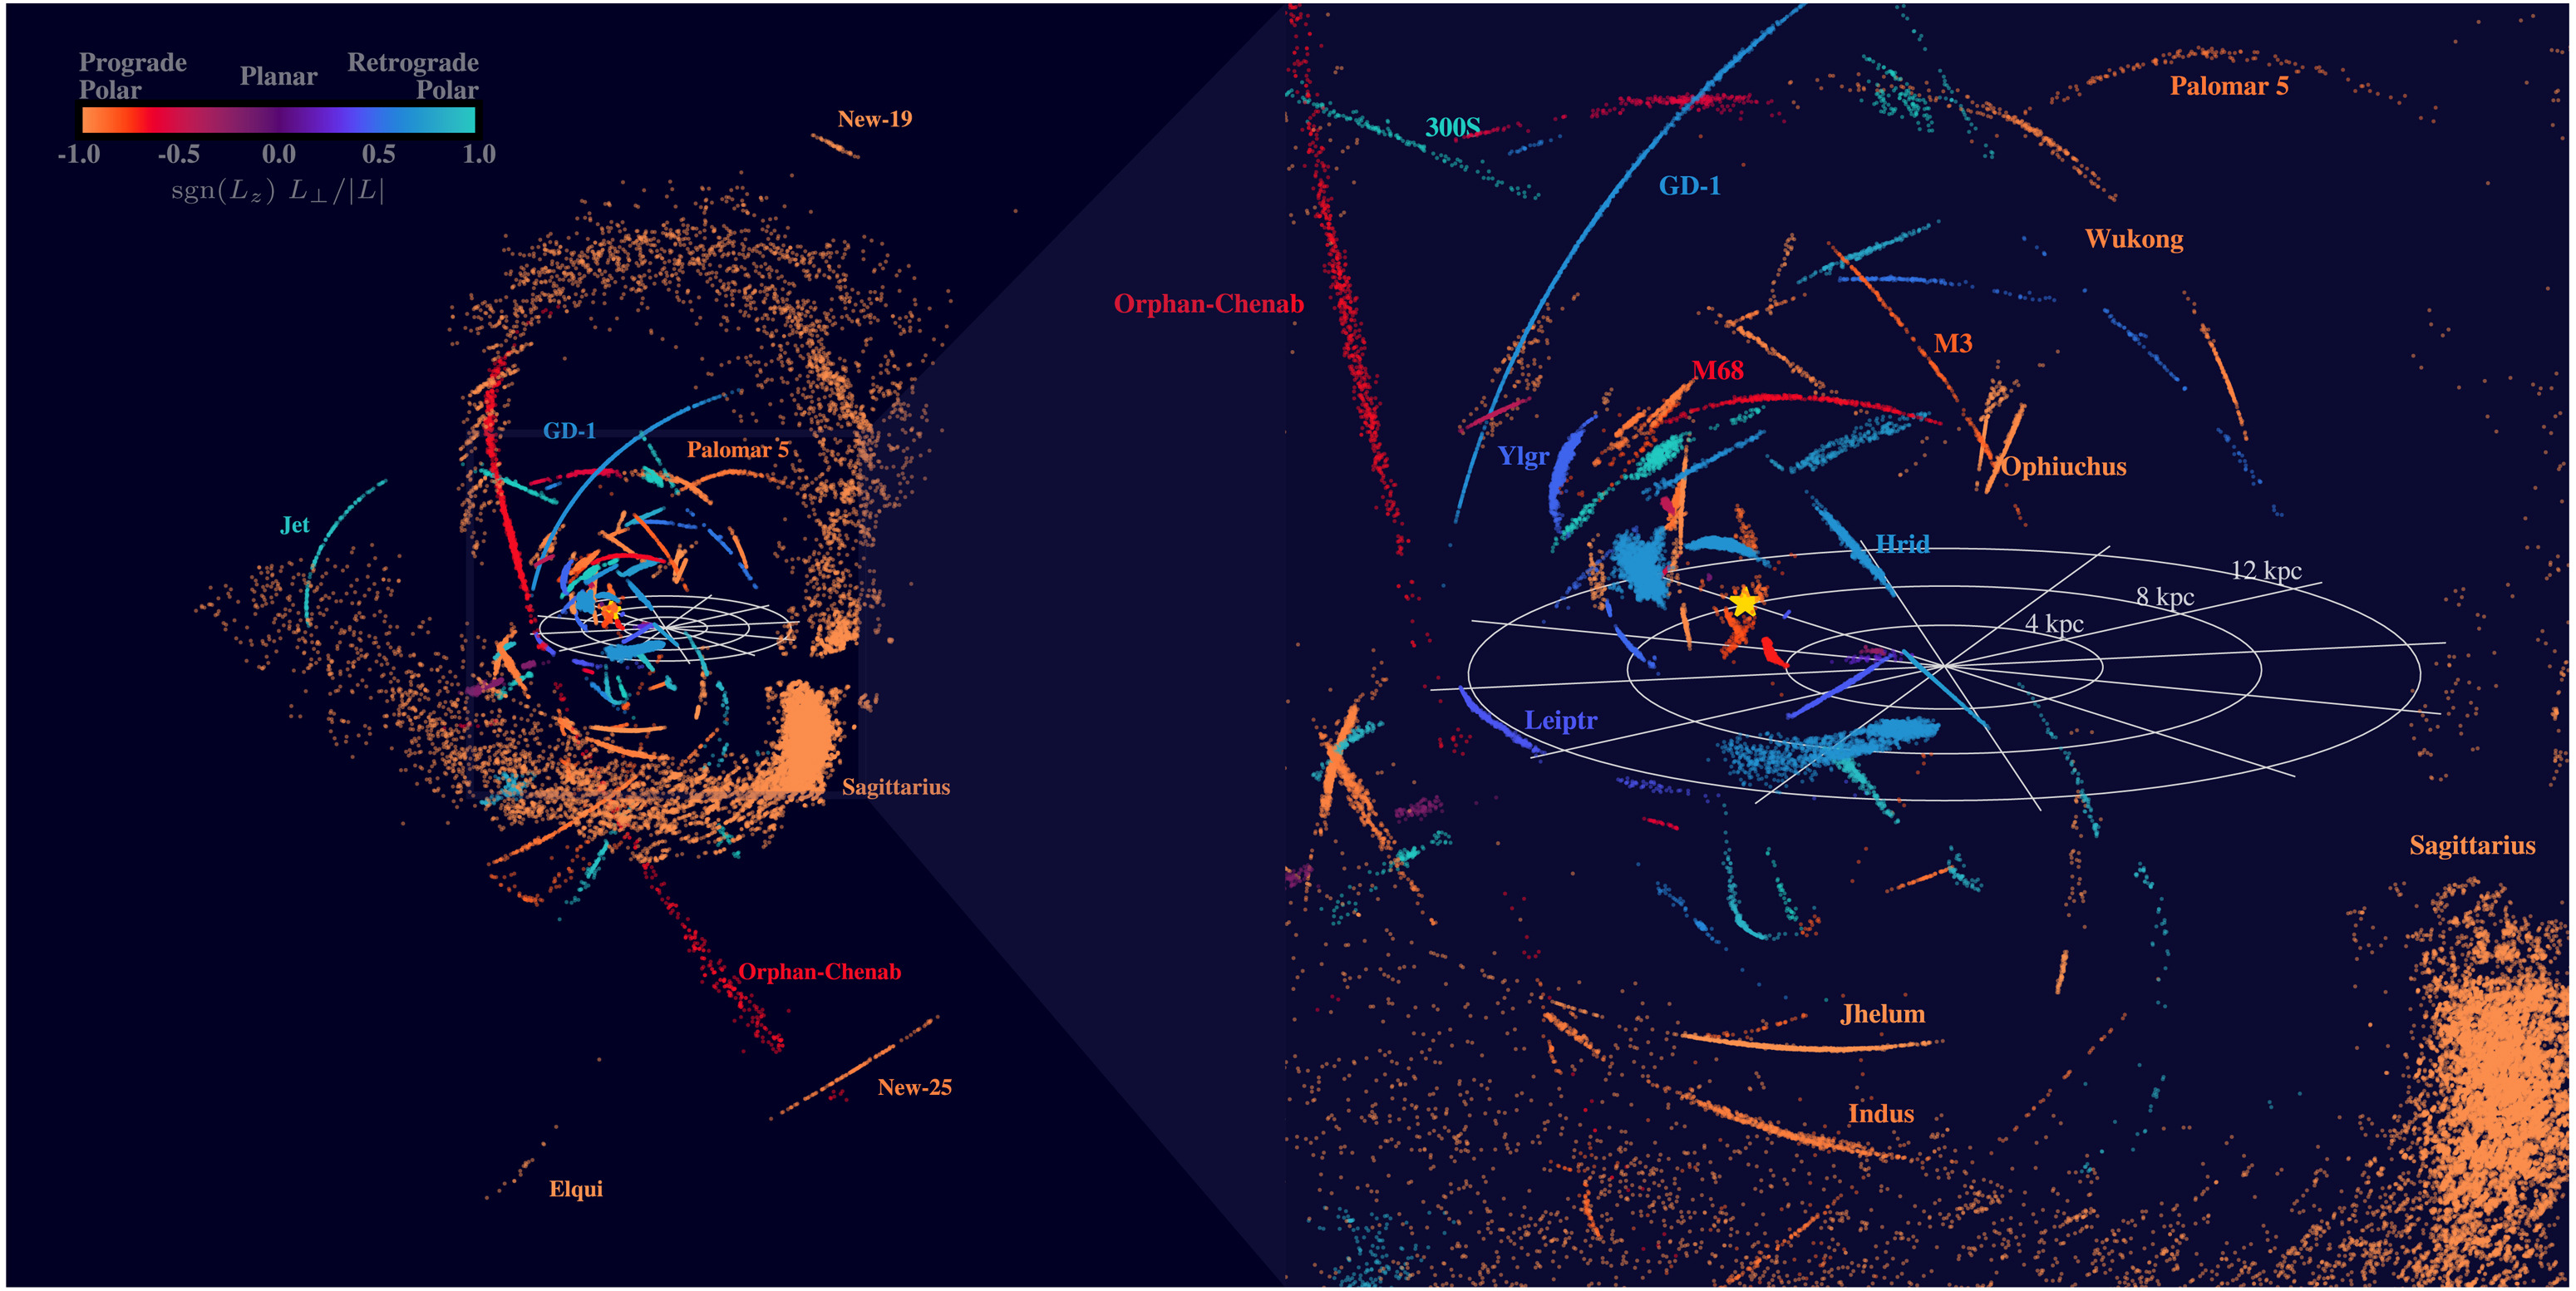 Prograde
Polar
Planar
Retrograde
Polar
-1.0 -0.5 0.0 0.5 1.0
sgn(L_z) L_⊥/|L|
New-19
GD-1
Palomar 5
Jet
Sagittarius
Orphan-Chenab
New-25
Elqui
Palomar 5
300S
GD-1
Wukong
Orphan-Chenab
M3
M68
Ylgr
Ophiuchus
Hrid
12 kpc
8 kpc
4 kpc
Leiptr
Sagittarius
Jhelum
Indus